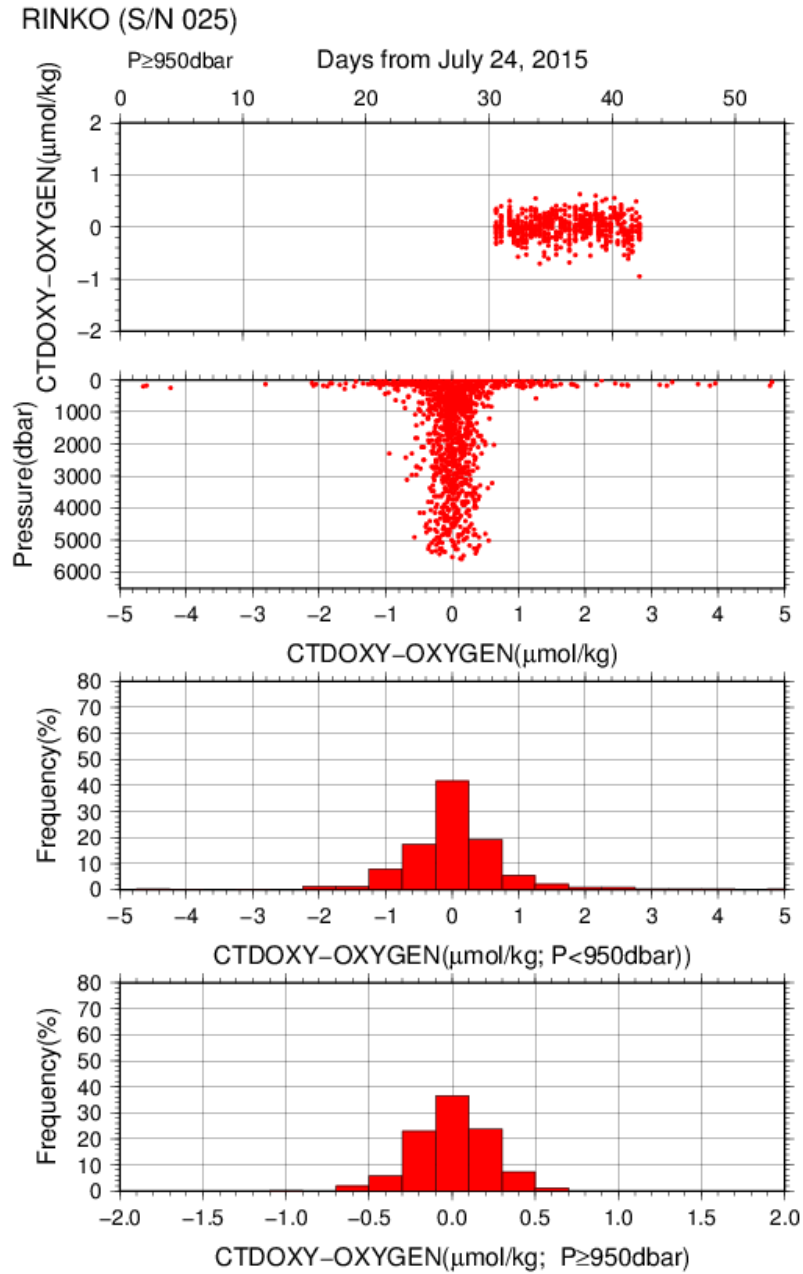 RINKO (S/N 025)
P≥950dbar Days from July 24, 2015
0 10 20 30 40 50
CTDOXY−OXYGEN(μmol/kg)
2
1
0
−1
−2
Pressure(dbar)
0
1000
2000
3000
4000
5000
6000
−5 −4 −3 −2 −1 0 1 2 3 4 5
CTDOXY−OXYGEN(μmol/kg)
Frequency(%)
80
70
60
50
40
30
20
10
0
−5 −4 −3 −2 −1 0 1 2 3 4 5
CTDOXY−OXYGEN(μmol/kg; P<950dbar))
Frequency(%)
80
70
60
50
40
30
20
10
0
−2.0 −1.5 −1.0 −0.5 0.0 0.5 1.0 1.5 2.0
CTDOXY−OXYGEN(μmol/kg; P≥950dbar)